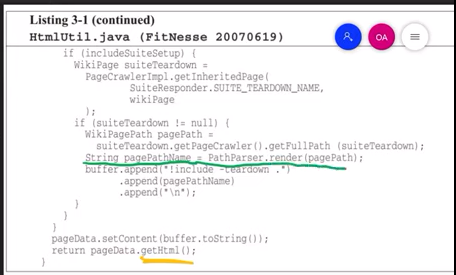 Listing 3-1 (continued)
HtmlUtil.java (FitNesse 20070619)
OA
if (includeSuiteSetup) {
WikiPage suiteTeardown =
PageCrawlerImpl.getInheritedPage(
SuiteResponder.SUITE_TEARDOWN_NAME,
wikiPage
);
if (suiteTeardown != null) {
WikiPagePath pagePath =
suiteTeardown.getPageCrawler().getFullPath (suiteTeardown);
String pagePathName = PathParser.render(pagePath);
buffer.append("!include -teardown .")
.append(pagePathName)
.append("\n");
}
}
}
pageData.setContent(buffer.toString());
return pageData.getHtml();
}